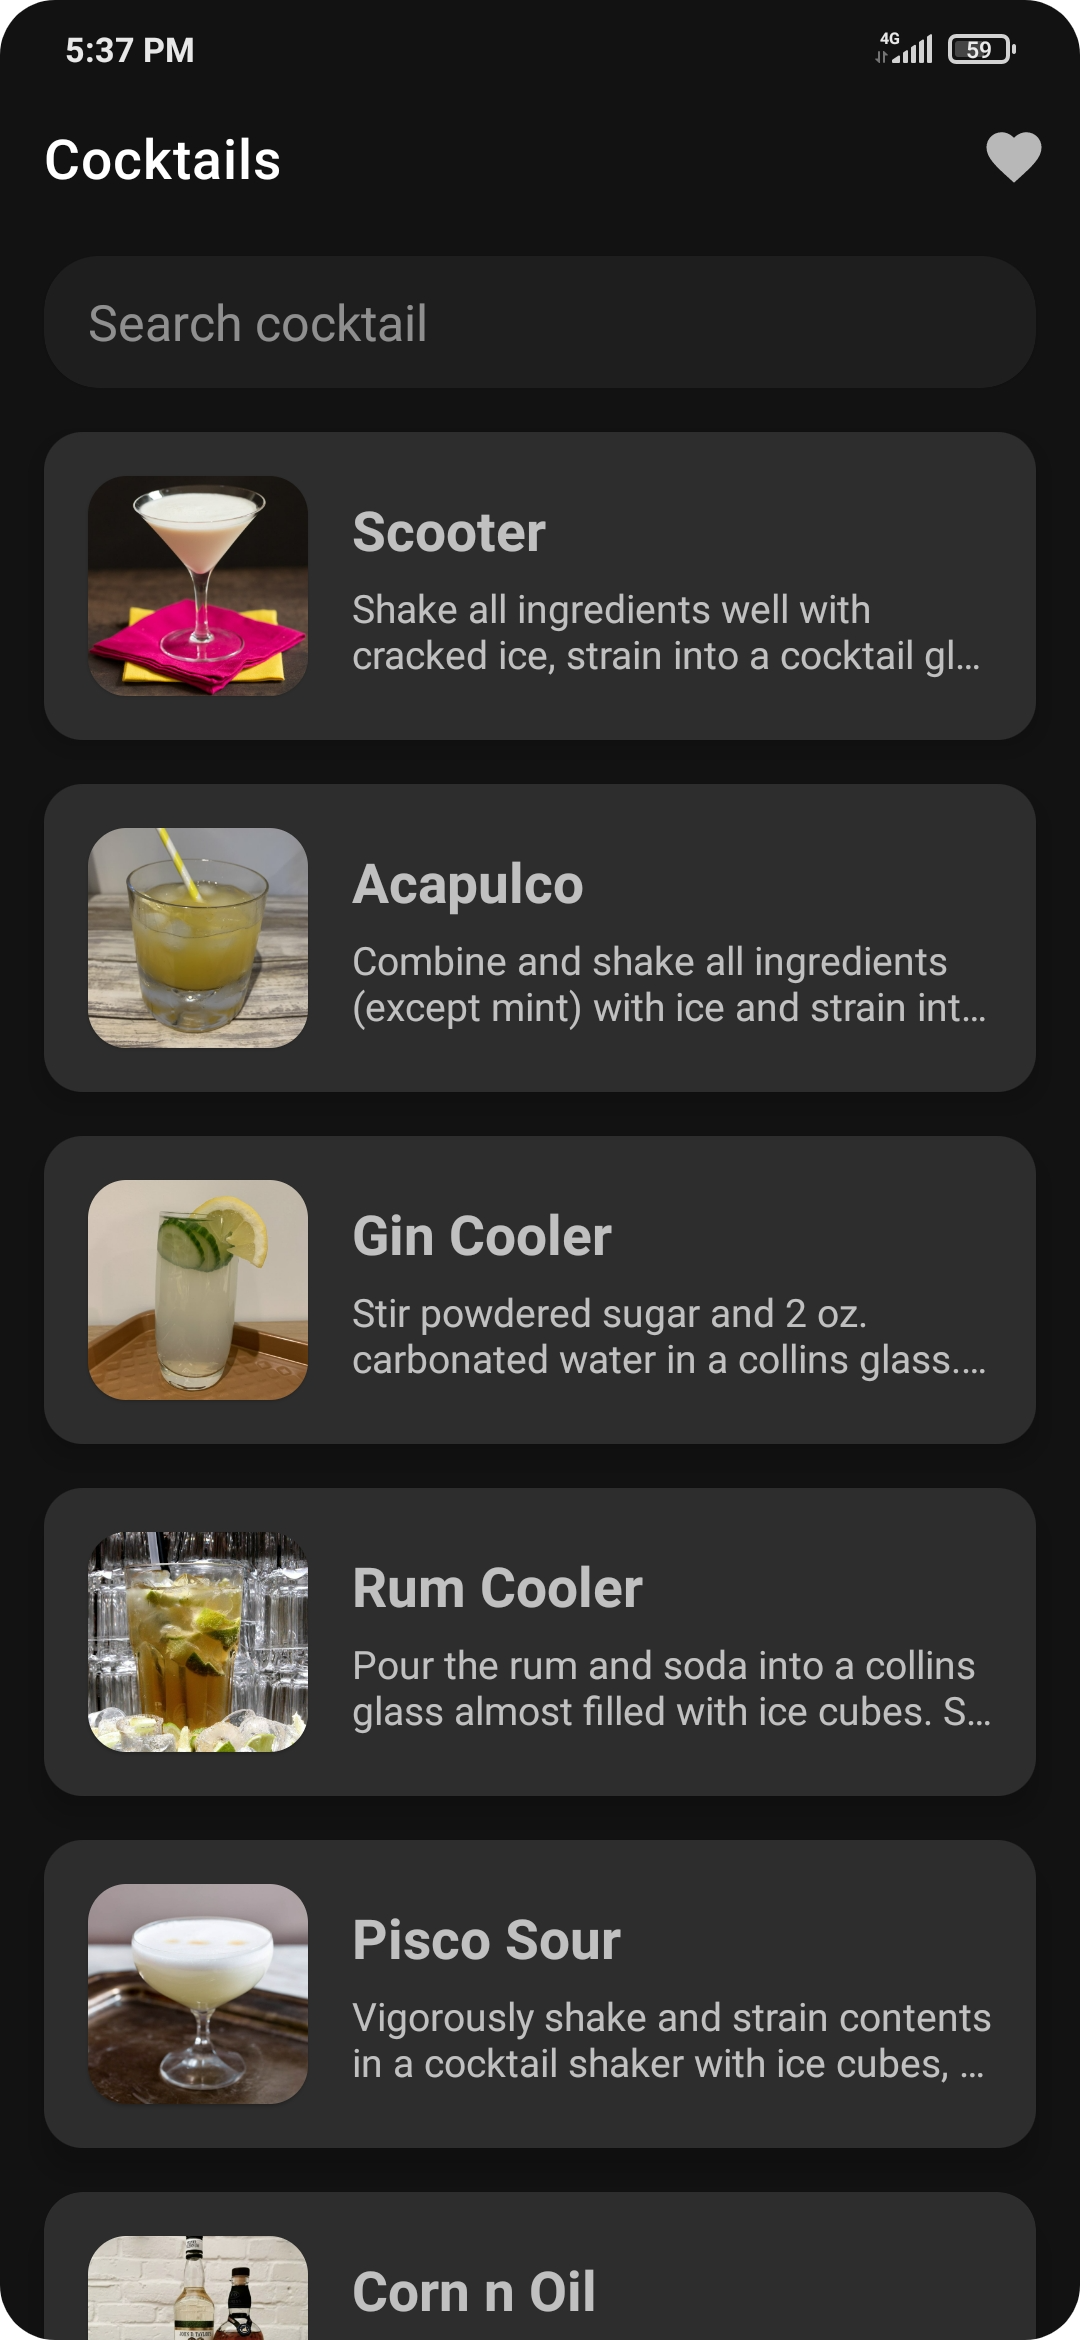 5:37 PM
4G
59
Cocktails
Search cocktail
Scooter
Shake all ingredients well with
cracked ice, strain into a cocktail gl…
Acapulco
Combine and shake all ingredients
(except mint) with ice and strain int…
Gin Cooler
Stir powdered sugar and 2 oz.
carbonated water in a collins glass.…
Rum Cooler
Pour the rum and soda into a collins
glass almost filled with ice cubes. S…
Pisco Sour
Vigorously shake and strain contents
in a cocktail shaker with ice cubes, …
Corn n Oil